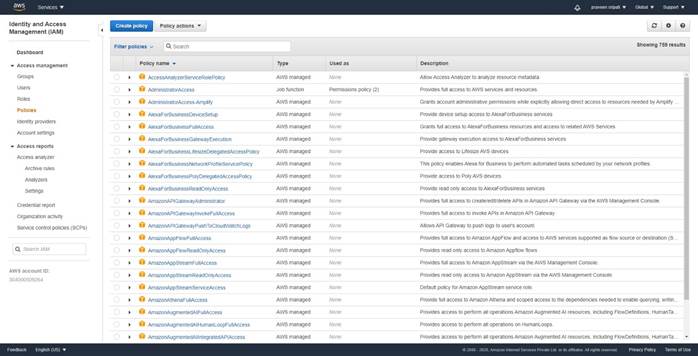 aws Services praveen sripati Global Support
Identity and Access Management (IAM)
Dashboard
Access management
Groups
Users
Roles
Policies
Identity providers
Account settings
Access reports
Access analyzer
Archive rules
Analyzers
Settings
Credential report
Organization activity
Service control policies (SCPs)
Search IAM
AWS account ID:
Create policy Policy actions
Filter policies Search Showing 758 results
Policy name Type Used as Description
AccessAnalyzerServiceRolePolicy AWS managed None Allow Access Analyzer to analyze resource metadata
AdministratorAccess Job function Permissions policy (2) Provides full access to AWS services and resources.
AdministratorAccess-Amplify AWS managed None Grants account administrative permissions while explicitly allowing direct access to resources needed by Amplify ...
AlexaForBusinessDeviceSetup AWS managed None Provide device setup access to AlexaForBusiness services
AlexaForBusinessFullAccess AWS managed None Grants full access to AlexaForBusiness resources and access to related AWS Services
AlexaForBusinessGatewayExecution AWS managed None Provide gateway execution access to AlexaForBusiness services
AlexaForBusinessLifesizeDelegatedAccessPolicy AWS managed None Provide access to Lifesize AVS devices
AlexaForBusinessNetworkProfileServicePolicy AWS managed None This policy enables Alexa for Business to perform automated tasks scheduled by your network profiles.
AlexaForBusinessPolyDelegatedAccessPolicy AWS managed None Provide access to Poly AVS devices
AlexaForBusinessReadOnlyAccess AWS managed None Provide read only access to AlexaForBusiness services
AmazonAPIGatewayAdministrator AWS managed None Provides full access to create/edit/delete APIs in Amazon API Gateway via the AWS Management Console.
AmazonAPIGatewayInvokeFullAccess AWS managed None Provides full access to invoke APIs in Amazon API Gateway.
AmazonAPIGatewayPushToCloudWatchLogs AWS managed None Allows API Gateway to push logs to user's account.
AmazonAppFlowFullAccess AWS managed None Provides full access to Amazon AppFlow and access to AWS services supported as flow source or destination (S...
AmazonAppFlowReadOnlyAccess AWS managed None Provides read only access to Amazon Appflow flows
AmazonAppStreamFullAccess AWS managed None Provides full access to Amazon AppStream via the AWS Management Console.
AmazonAppStreamReadOnlyAccess AWS managed None Provides read only access to Amazon AppStream via the AWS Management Console.
AmazonAppStreamServiceAccess AWS managed None Default policy for Amazon AppStream service role.
AmazonAthenaFullAccess AWS managed None Provide full access to Amazon Athena and scoped access to the dependencies needed to enable querying, writin...
AmazonAugmentedAIFullAccess AWS managed None Provides access to perform all operations Amazon Augmented AI resources, including FlowDefinitions, HumanTa...
AmazonAugmentedAIHumanLoopFullAccess AWS managed None Provides access to perform all operations on HumanLoops.
AmazonAugmentedAIIntegratedAPIAccess AWS managed None Provides access to perform all operations Amazon Augmented AI resources, including FlowDefinitions, HumanTa...
Feedback English (US) © 2008 - 2020, Amazon Internet Services Private Ltd. or its affiliates. All rights reserved. Privacy Policy Terms of Use